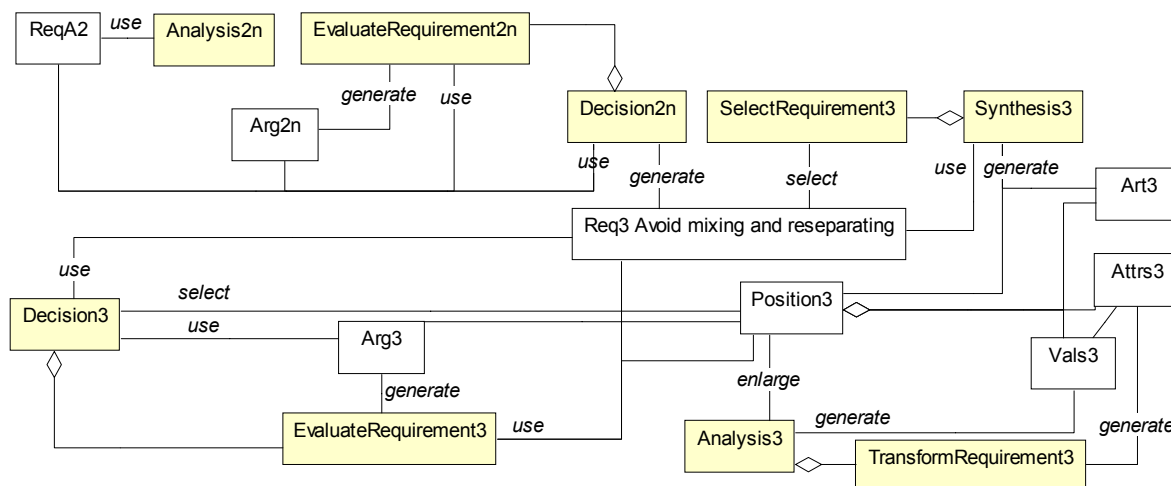 ReqA2
use
Analysis2n
EvaluateRequirement2n
generate
use
Arg2n
Decision2n
SelectRequirement3
Synthesis3
use
generate
select
use
generate
Art3
Req3 Avoid mixing and reseparating
use
select
Position3
Attrs3
Decision3
use
Arg3
Vals3
enlarge
generate
generate
generate
EvaluateRequirement3
use
Analysis3
TransformRequirement3